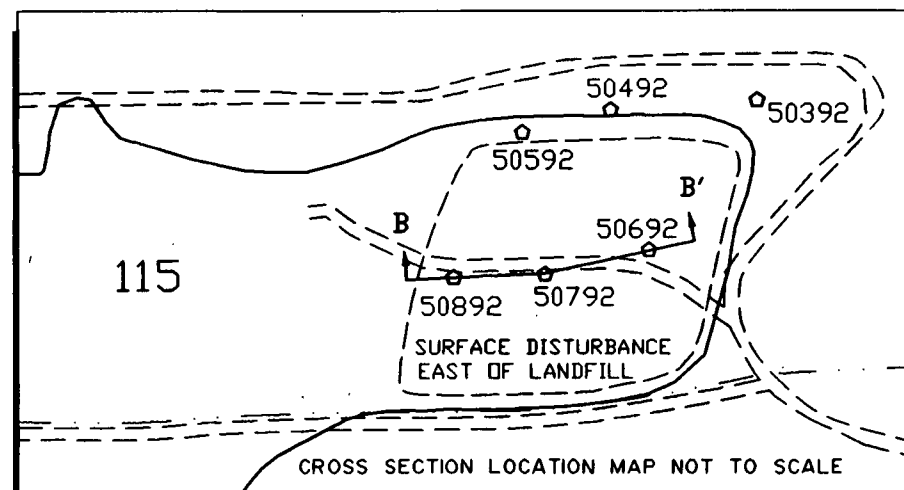 50492
50392
50592
B'
B
50692
115
50892
50792
SURFACE DISTURBANCE
EAST OF LANDFILL
CROSS SECTION LOCATION MAP NOT TO SCALE